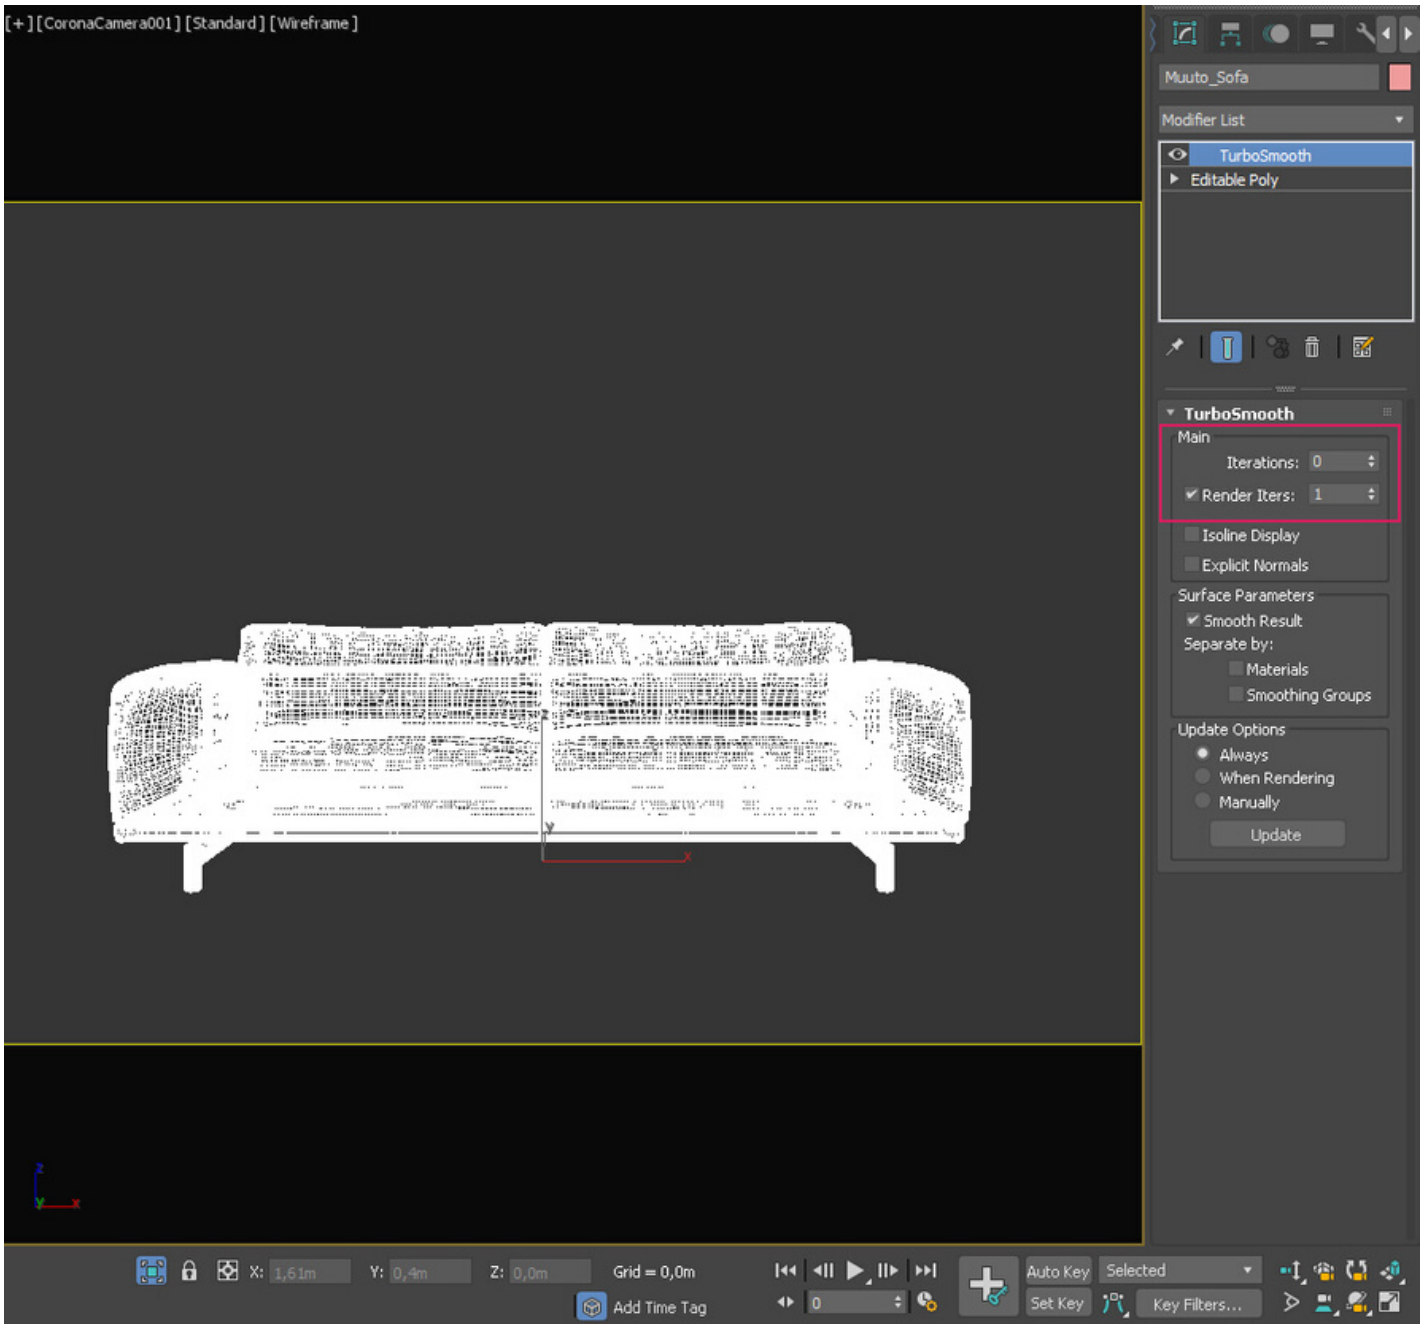 [+][CoronaCamera001][Standard][Wireframe]
Muuto_Sofa
Modifier List
TurboSmooth
Editable Poly
TurboSmooth
Main
Iterations: 0
Render Iters: 1
Isoline Display
Explicit Normals
Surface Parameters
Smooth Result
Separate by:
Materials
Smoothing Groups
Update Options
Always
When Rendering
Manually
Update
y
x
z
y x
X: 1,61m Y: 0,4m Z: 0,0m Grid = 0,0m Auto Key Selected
Add Time Tag 0 Set Key Key Filters...